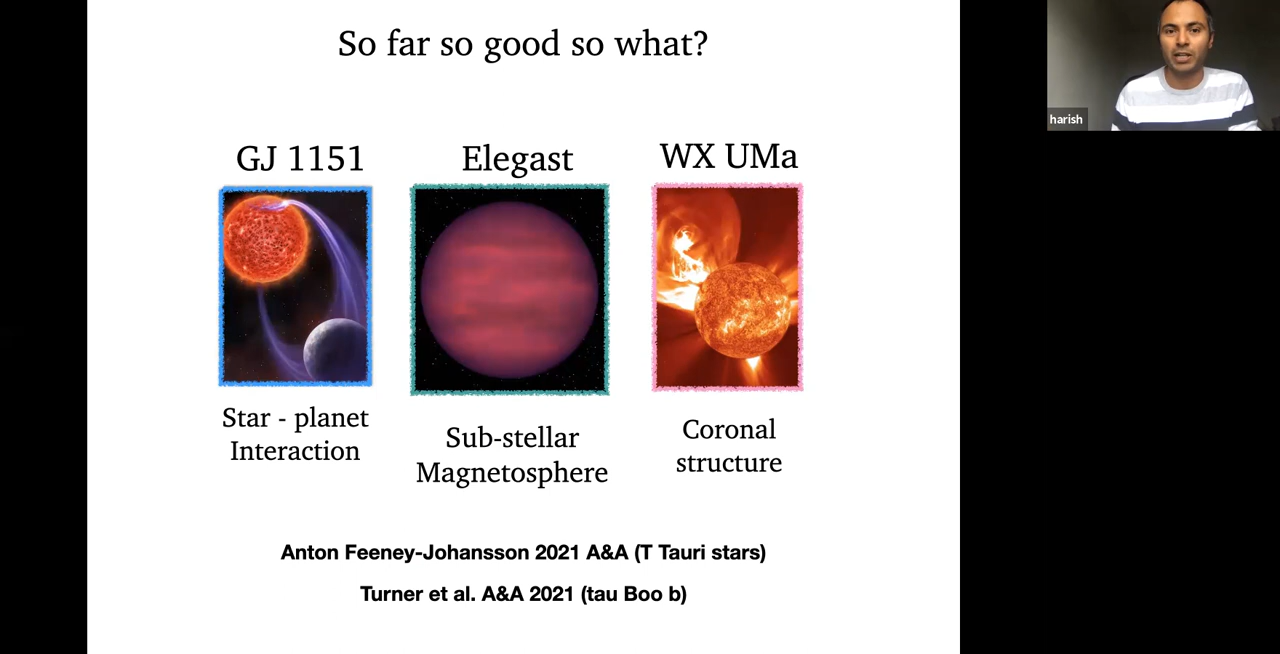 So far so good so what?
GJ 1151
Elegast
WX UMa
Star - planet
Interaction
Sub-stellar
Magnetosphere
Coronal
structure
Anton Feeney-Johansson 2021 A&A (T Tauri stars)
Turner et al. A&A 2021 (tau Boo b)
harish